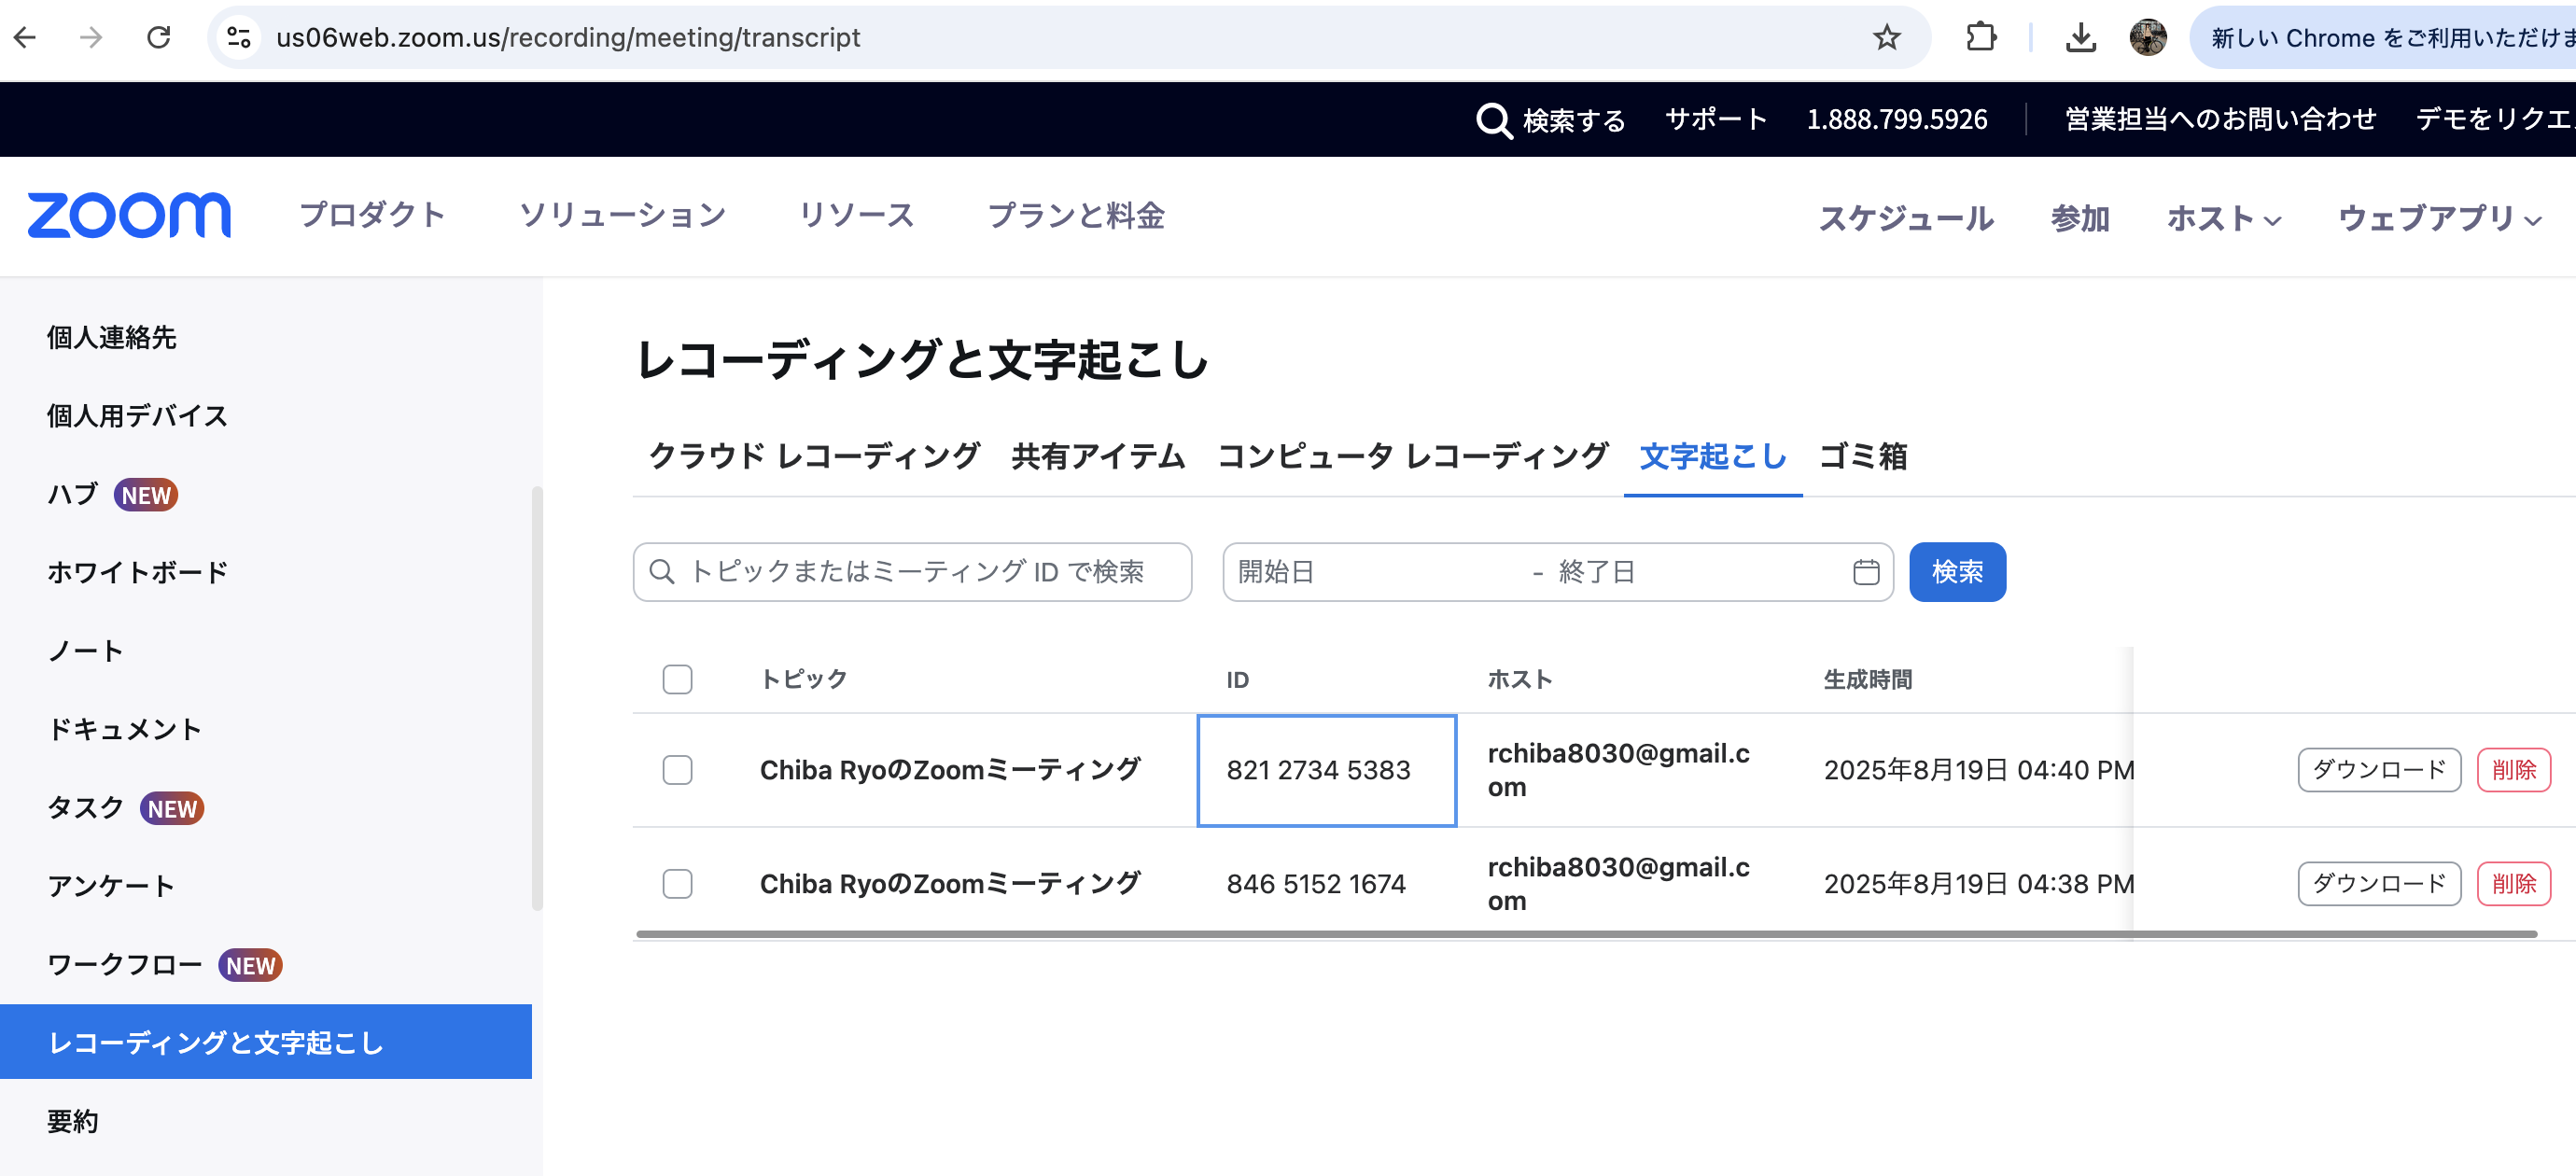 us06web.zoom.us/recording/meeting/transcript
新しい Chrome をご利用いただけま
検索する サポート 1.888.799.5926 営業担当へのお問い合わせ デモをリクエ
zoom プロダクト ソリューション リソース プランと料金 スケジュール 参加 ホスト ウェブアプリ
個人連絡先
個人用デバイス
ハブ NEW
ホワイトボード
ノート
ドキュメント
タスク NEW
アンケート
ワークフロー NEW
レコーディングと文字起こし
要約
レコーディングと文字起こし
クラウド レコーディング 共有アイテム コンピュータ レコーディング 文字起こし ゴミ箱
トピックまたはミーティング ID で検索 開始日 - 終了日 検索
トピック ID ホスト 生成時間
Chiba RyoのZoomミーティング 821 2734 5383 rchiba8030@gmail.c
om 2025年8月19日 04:40 PM ダウンロード 削除
Chiba RyoのZoomミーティング 846 5152 1674 rchiba8030@gmail.c
om 2025年8月19日 04:38 PM ダウンロード 削除